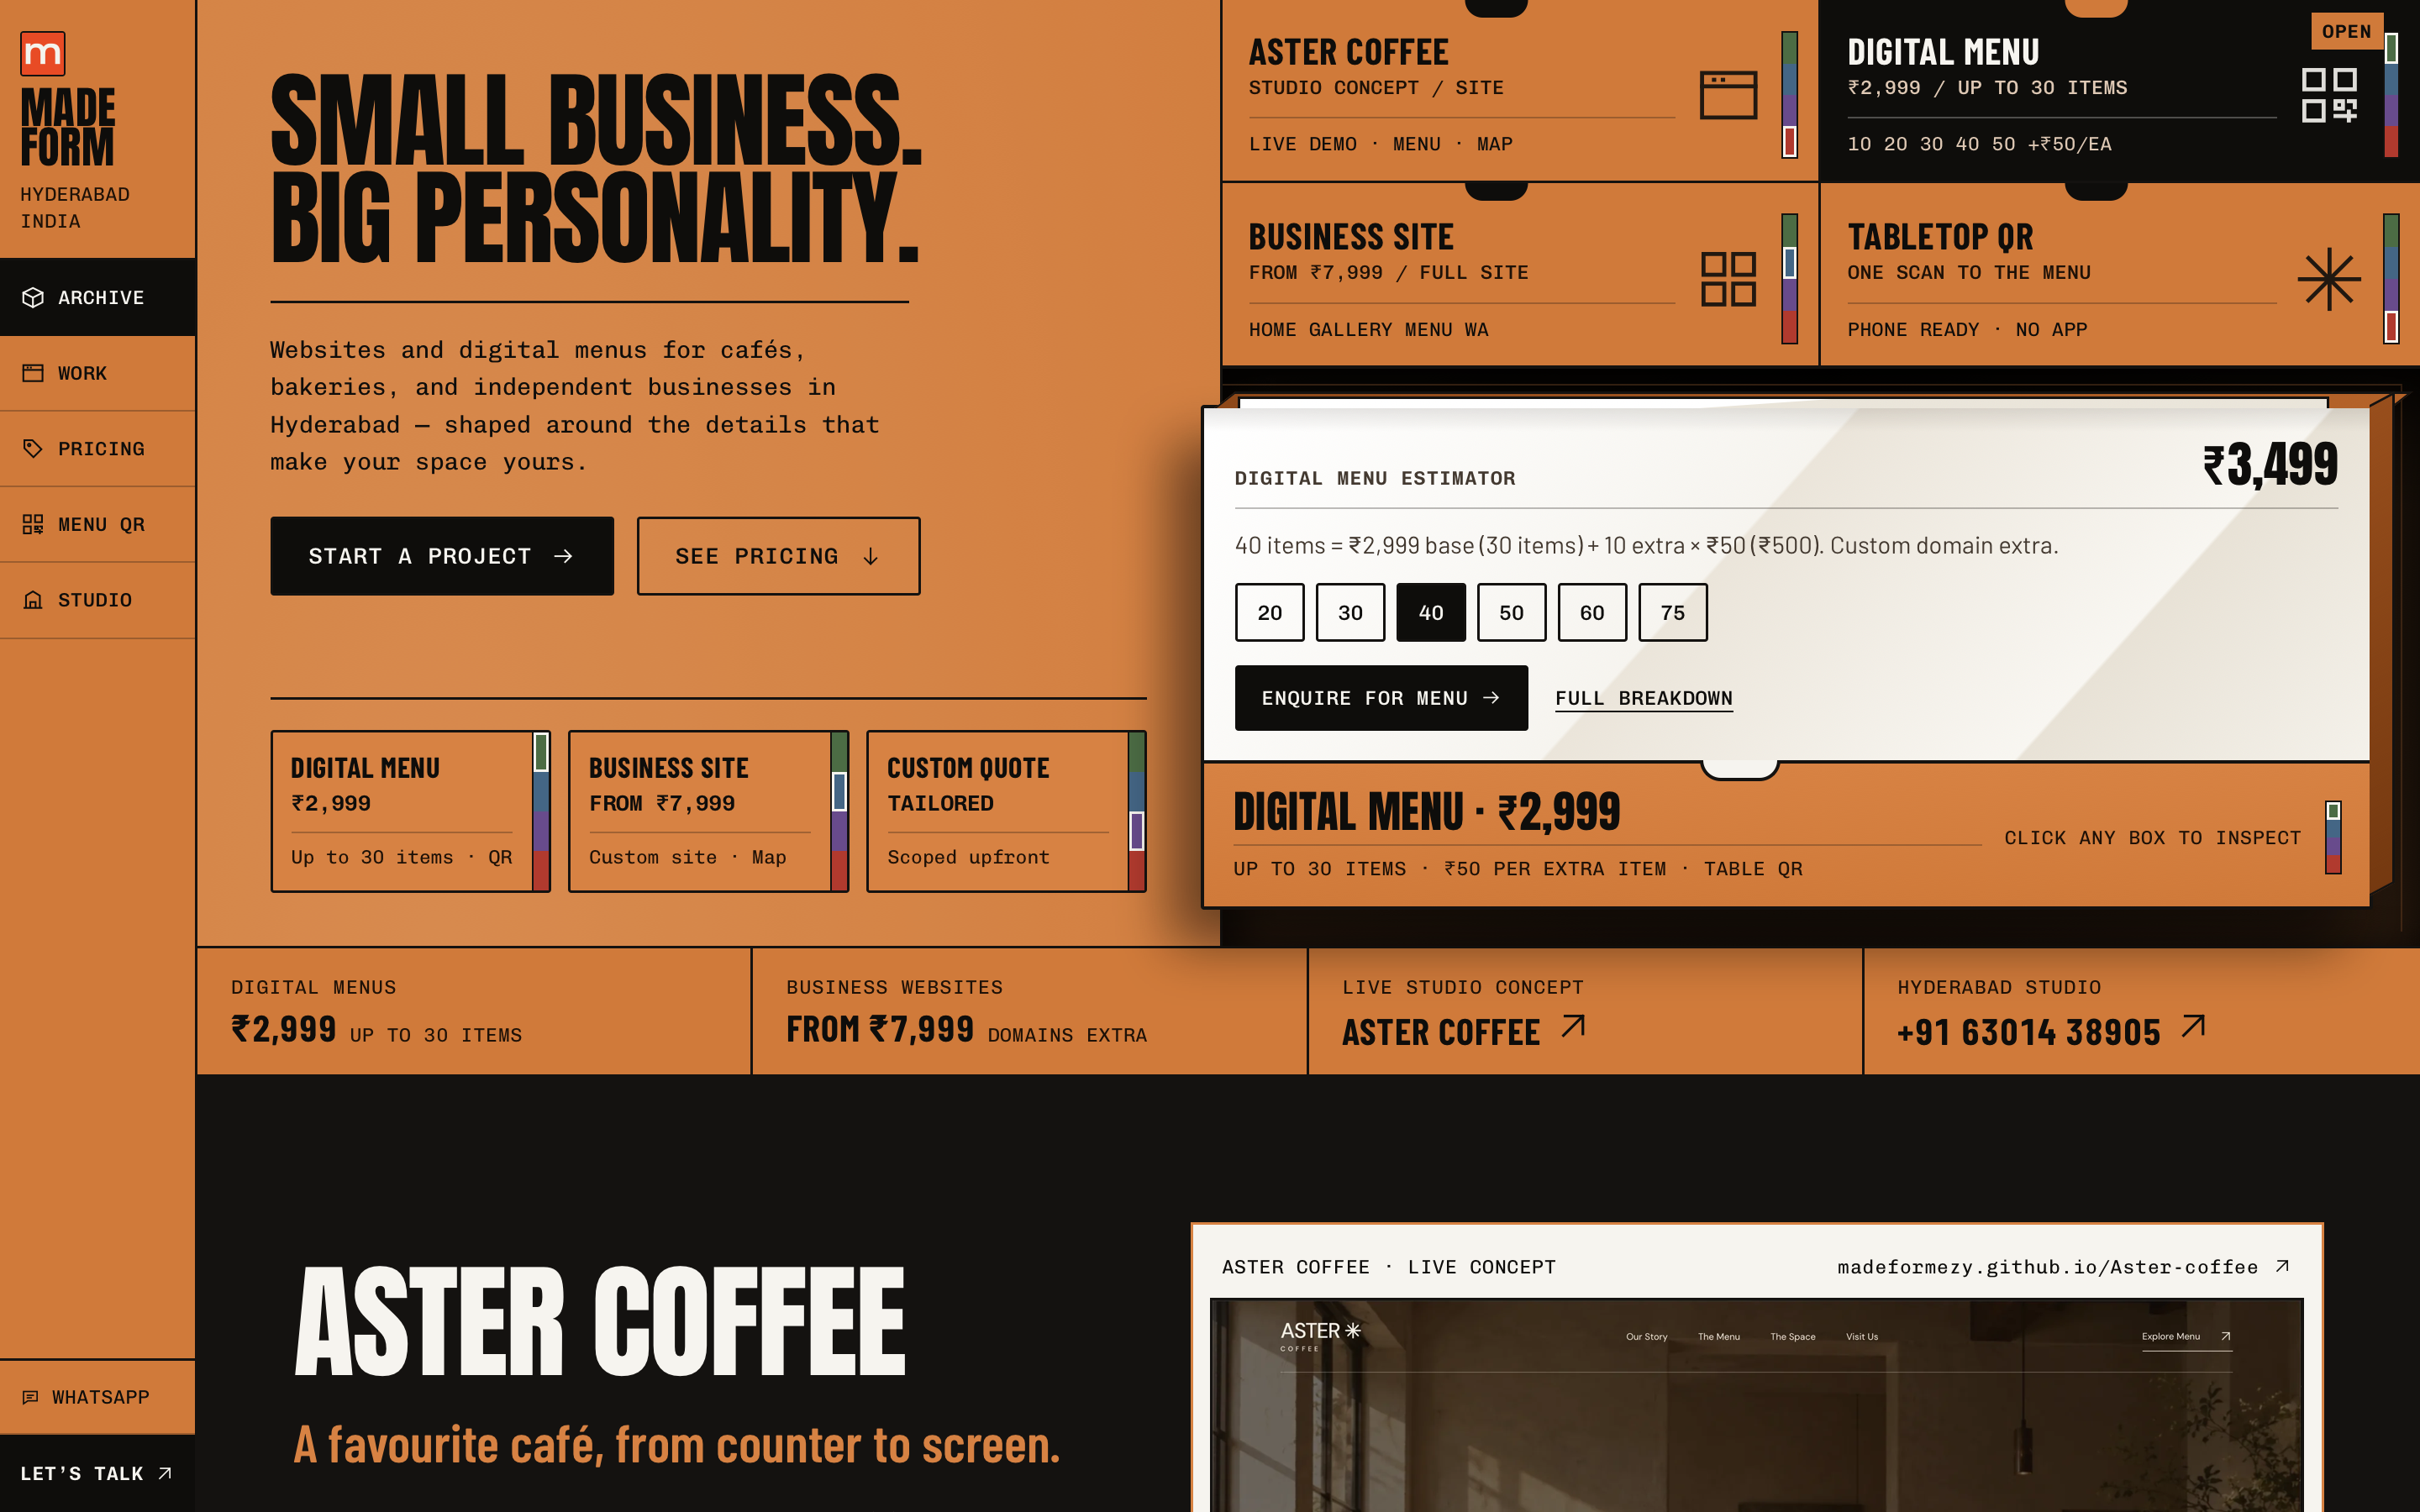 m
MADE
FORM
HYDERABAD
INDIA
ARCHIVE
WORK
PRICING
MENU QR
STUDIO
WHATSAPP
LET’S TALK
SMALL BUSINESS.
BIG PERSONALITY.
Websites and digital menus for cafés,
bakeries, and independent businesses in
Hyderabad — shaped around the details that
make your space yours.
START A PROJECT →
SEE PRICING ↓
DIGITAL MENU
₹2,999
Up to 30 items · QR
BUSINESS SITE
FROM ₹7,999
Custom site · Map
CUSTOM QUOTE
TAILORED
Scoped upfront
ASTER COFFEE
STUDIO CONCEPT / SITE
LIVE DEMO · MENU · MAP
DIGITAL MENU
OPEN
₹2,999 / UP TO 30 ITEMS
10 20 30 40 50 +₹50/EA
BUSINESS SITE
FROM ₹7,999 / FULL SITE
HOME GALLERY MENU WA
TABLETOP QR
ONE SCAN TO THE MENU
PHONE READY · NO APP
DIGITAL MENU ESTIMATOR
₹3,499
40 items = ₹2,999 base (30 items) + 10 extra × ₹50 (₹500). Custom domain extra.
20 30 40 50 60 75
ENQUIRE FOR MENU →
FULL BREAKDOWN
DIGITAL MENU · ₹2,999
CLICK ANY BOX TO INSPECT
UP TO 30 ITEMS · ₹50 PER EXTRA ITEM · TABLE QR
DIGITAL MENUS
₹2,999 UP TO 30 ITEMS
BUSINESS WEBSITES
FROM ₹7,999 DOMAINS EXTRA
LIVE STUDIO CONCEPT
ASTER COFFEE ↗
HYDERABAD STUDIO
+91 63014 38905 ↗
ASTER COFFEE
A favourite café, from counter to screen.
ASTER COFFEE · LIVE CONCEPT
madeformezy.github.io/Aster-coffee ↗
ASTER
COFFEE
Our Story The Menu The Space Visit Us
Explore Menu ↗